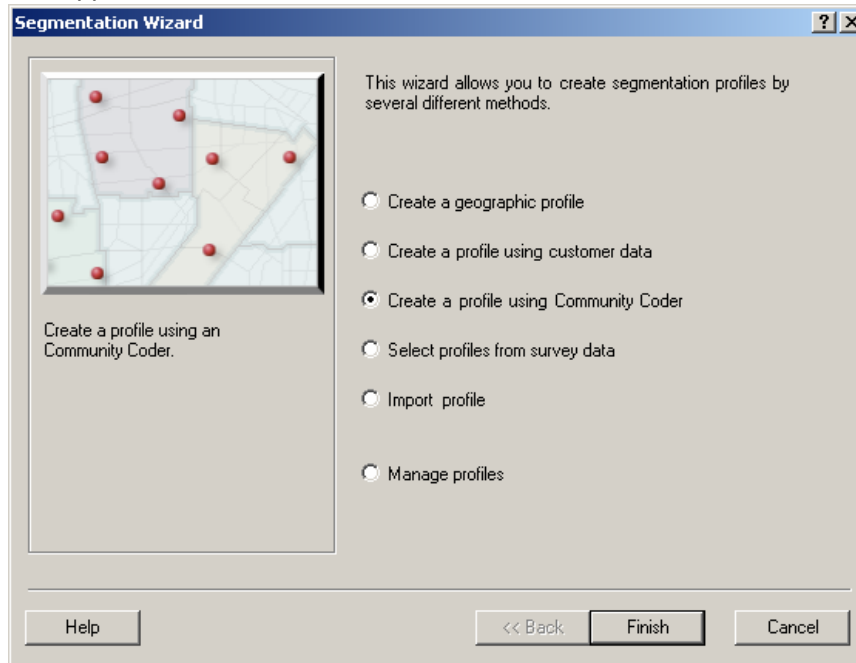 Segmentation Wizard
This wizard allows you to create segmentation profiles by
several different methods.
Create a geographic profile
Create a profile using customer data
Create a profile using Community Coder
Select profiles from survey data
Import profile
Manage profiles
Create a profile using an
Community Coder.
Help
<< Back
Finish
Cancel